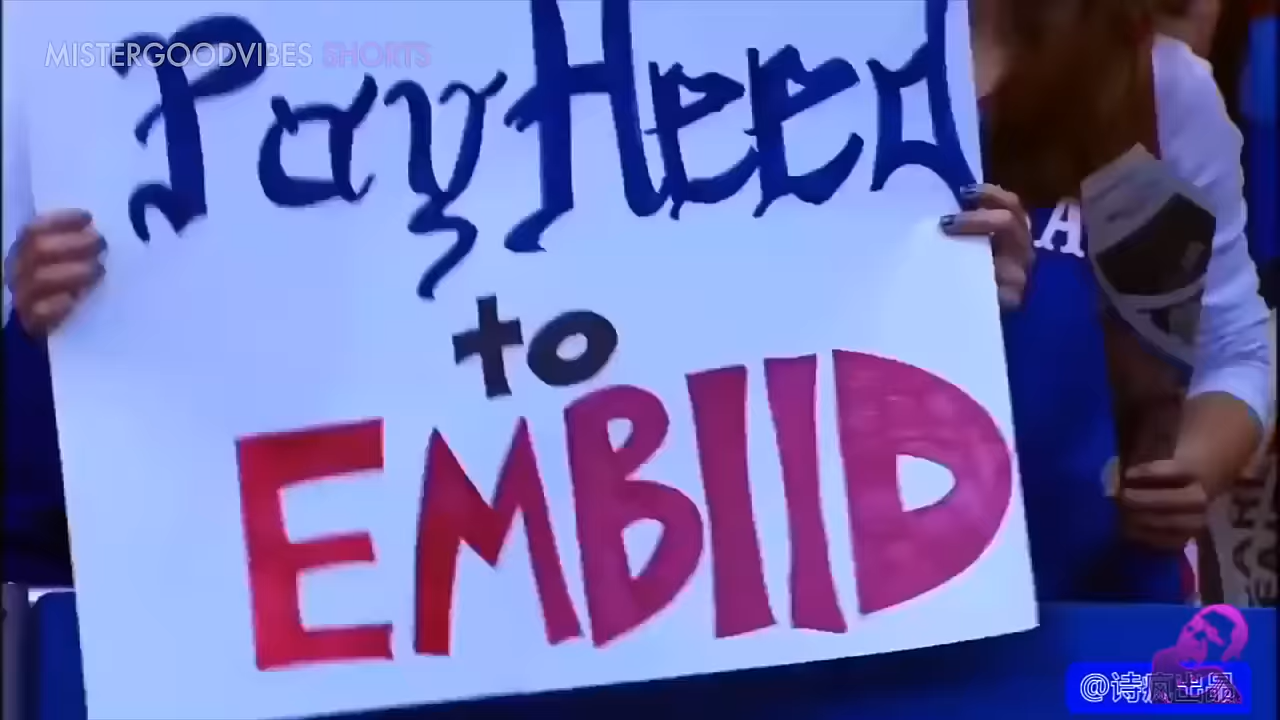 MISTERGOODVIBES SHORTS
Pay Heed
to
EMBIID
@诗疯出品